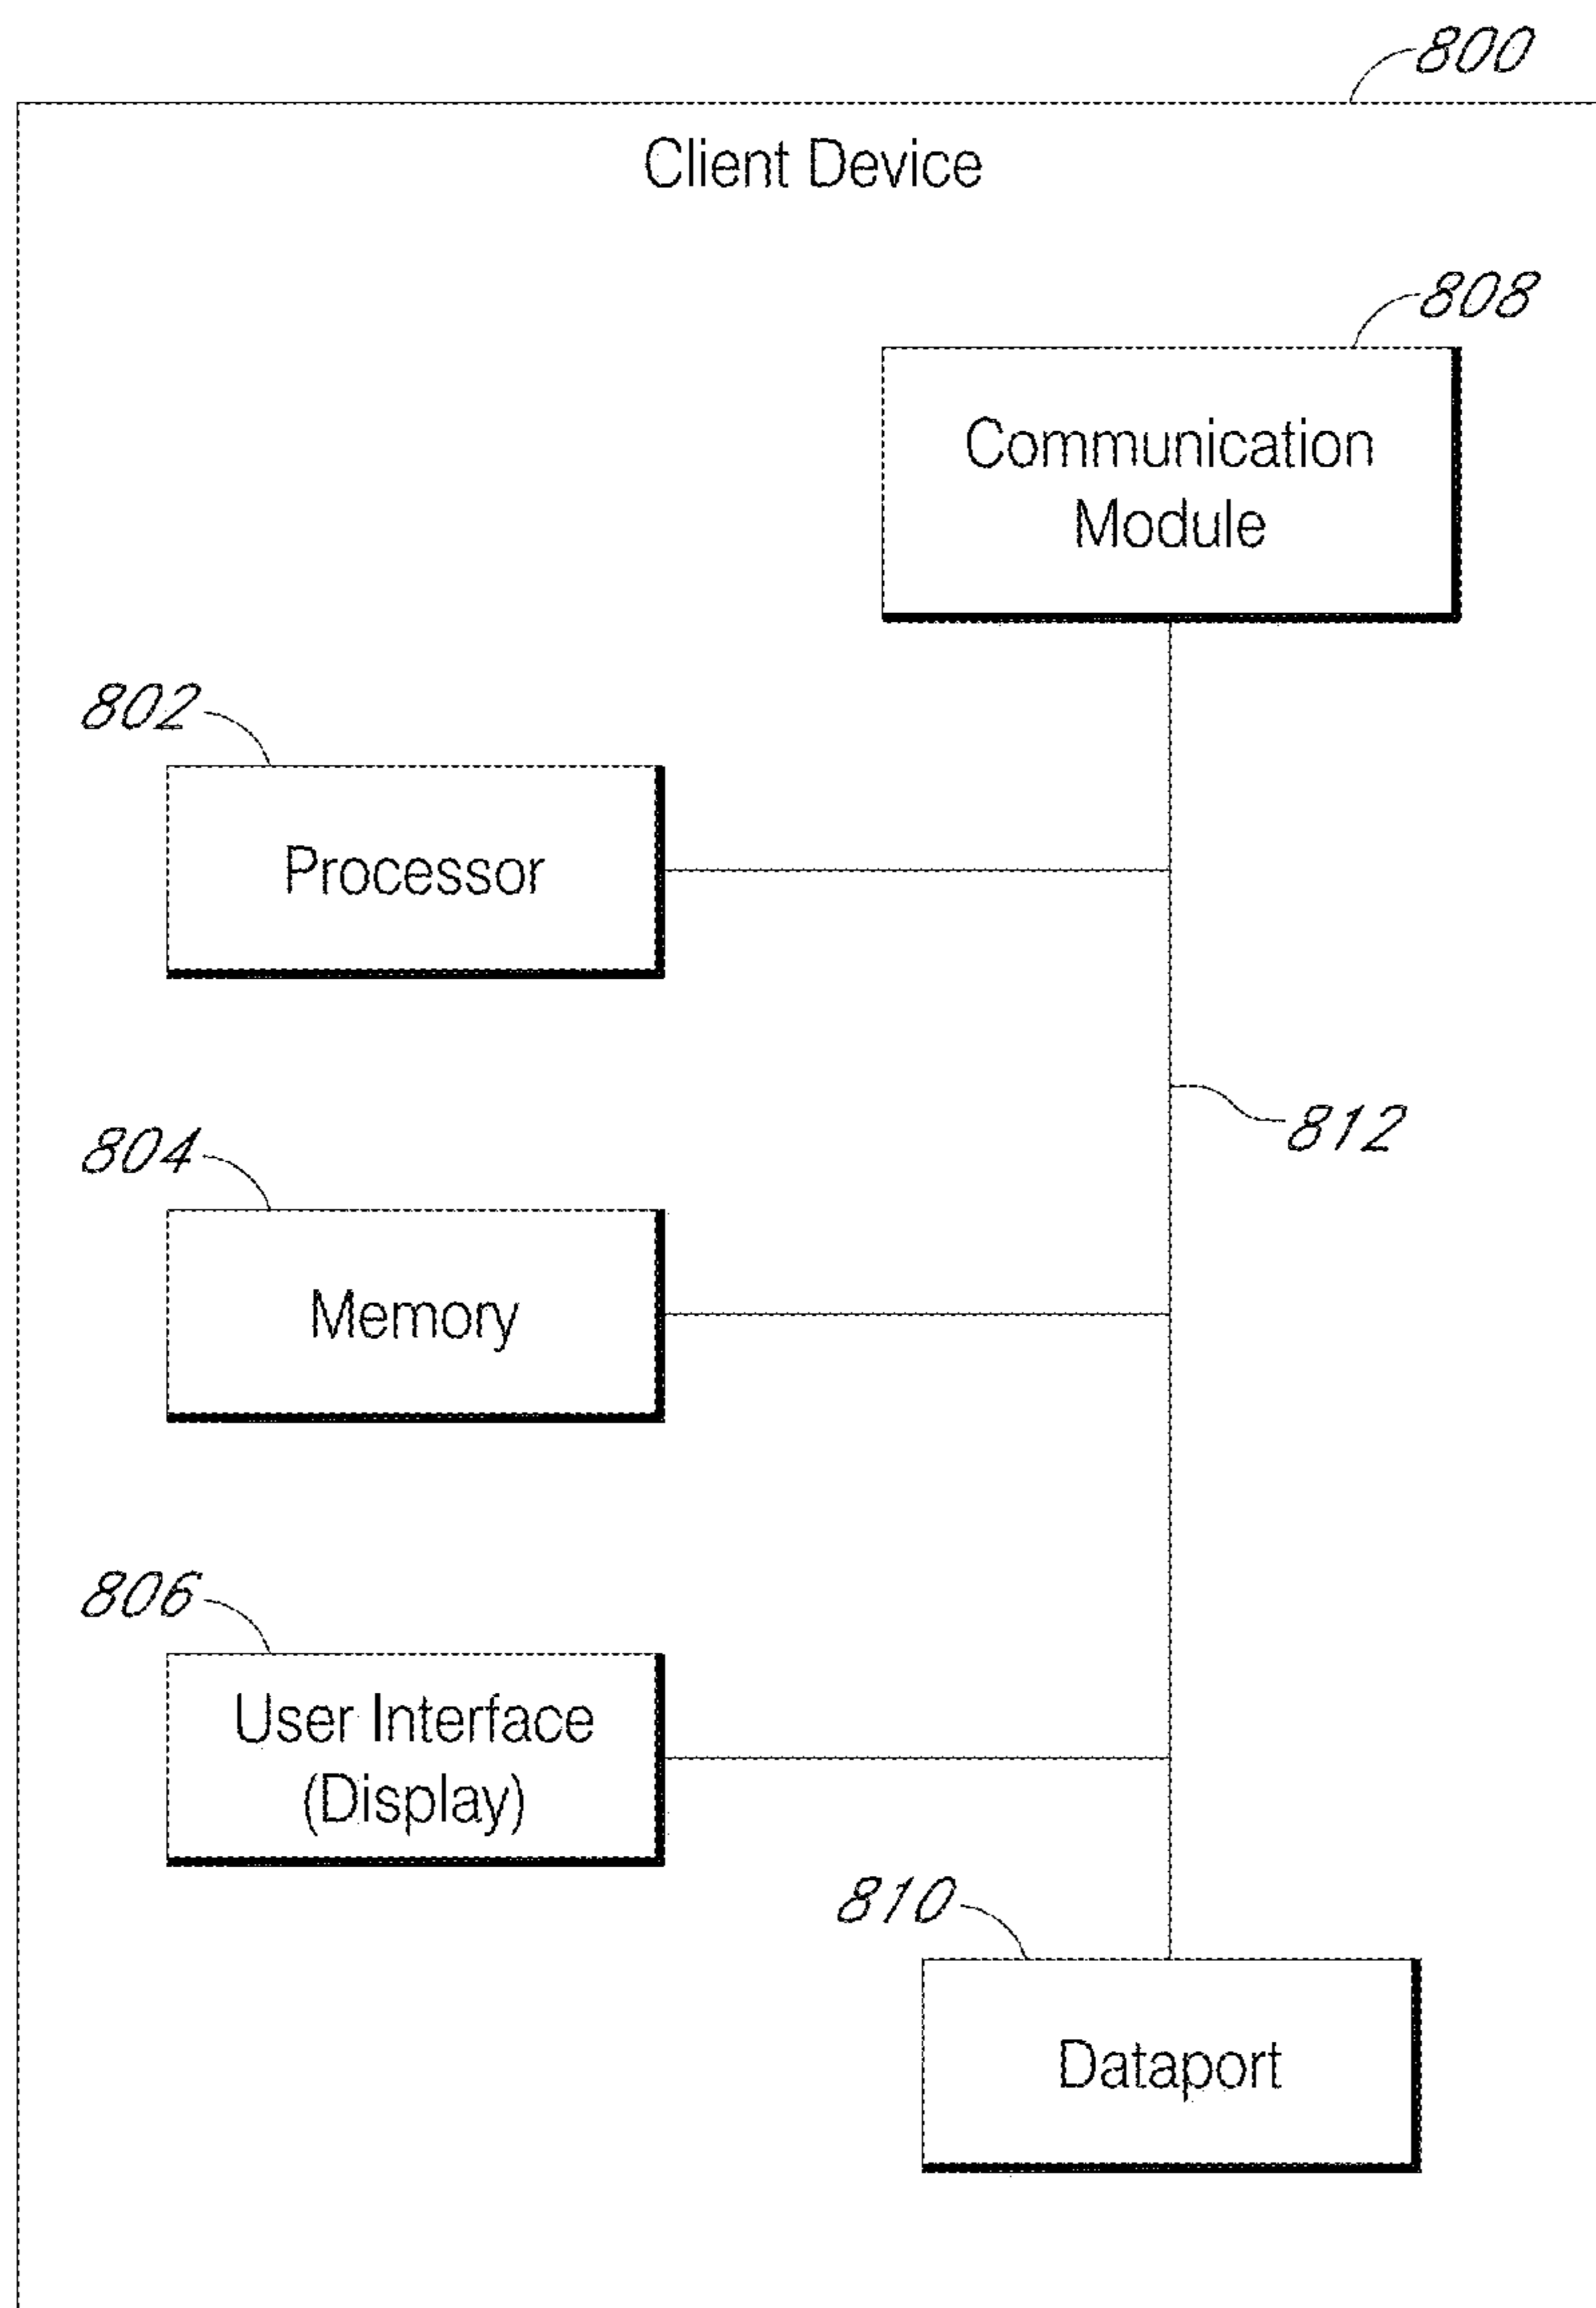 800
Client Device
808
Communication
Module
802
Processor
812
804
Memory
806
User Interface
(Display)
810
Dataport